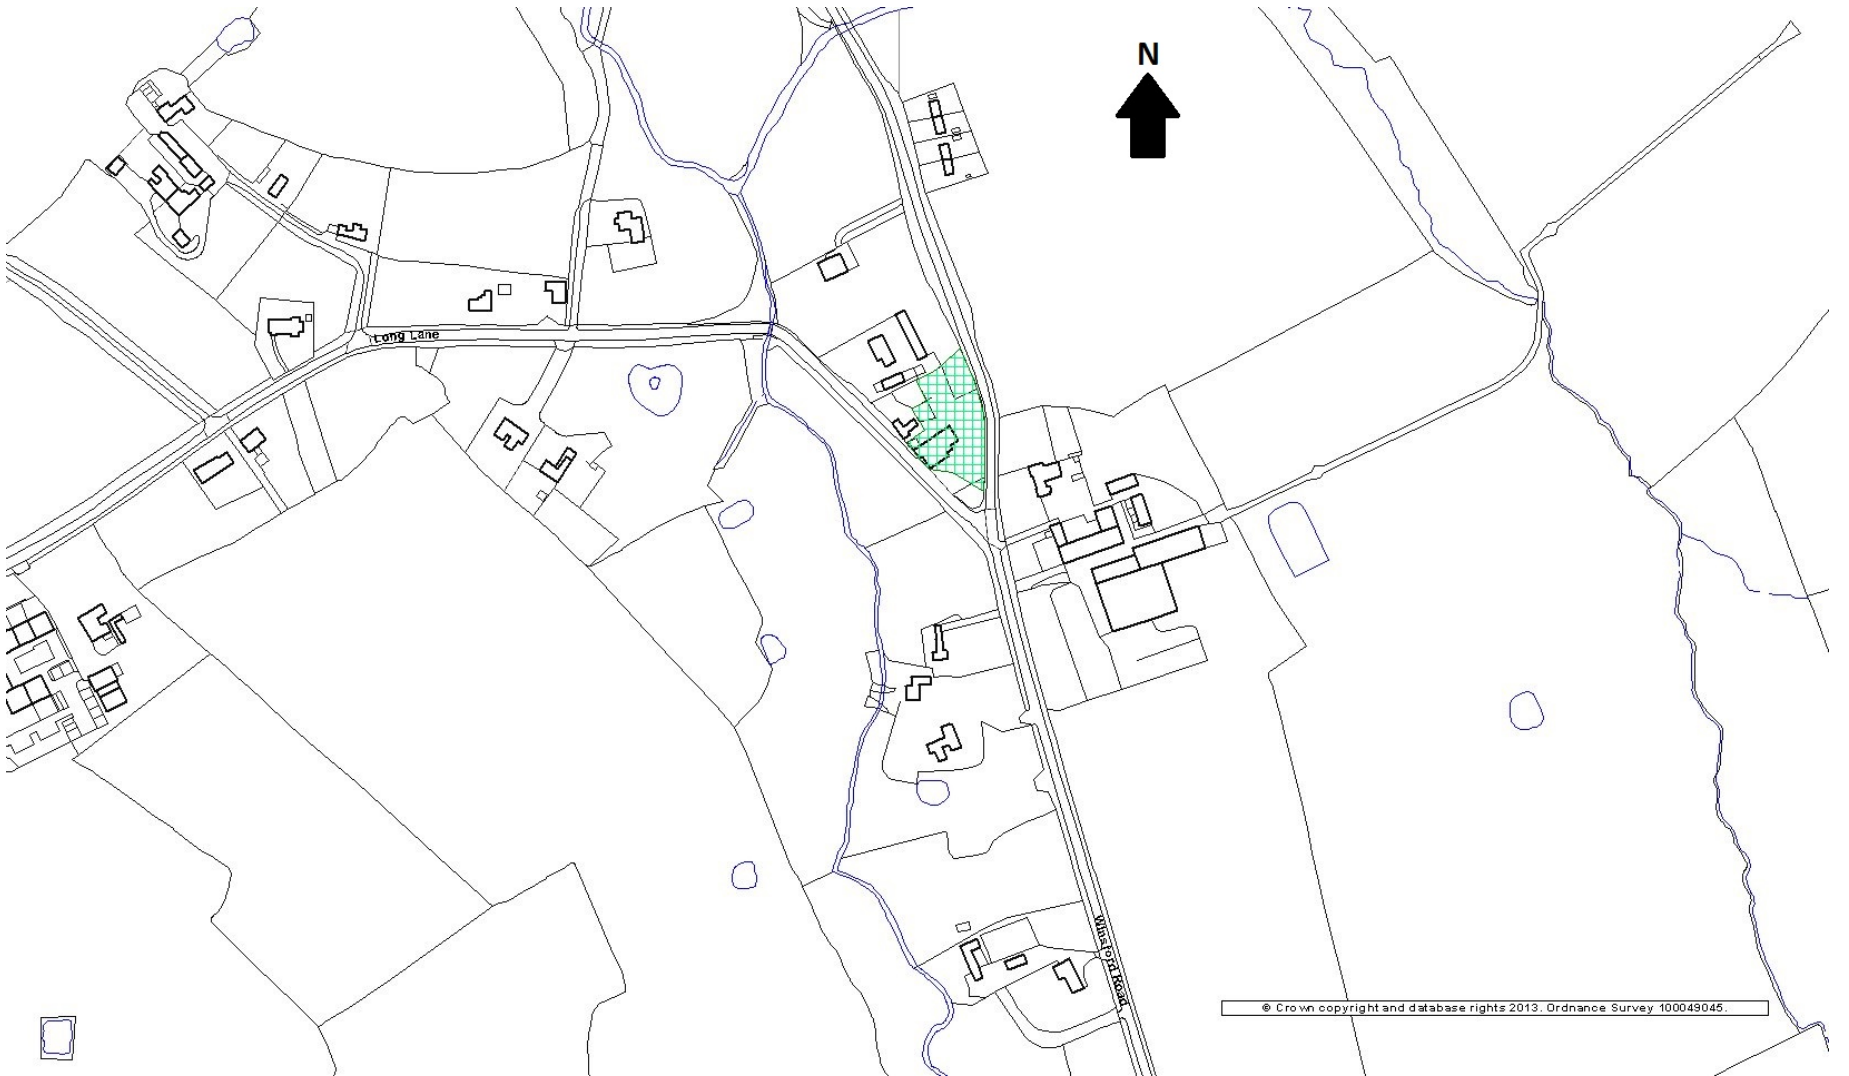 N
Long Lane
Winsford Road
© Crown copyright and database rights 2013. Ordnance Survey 100049045.